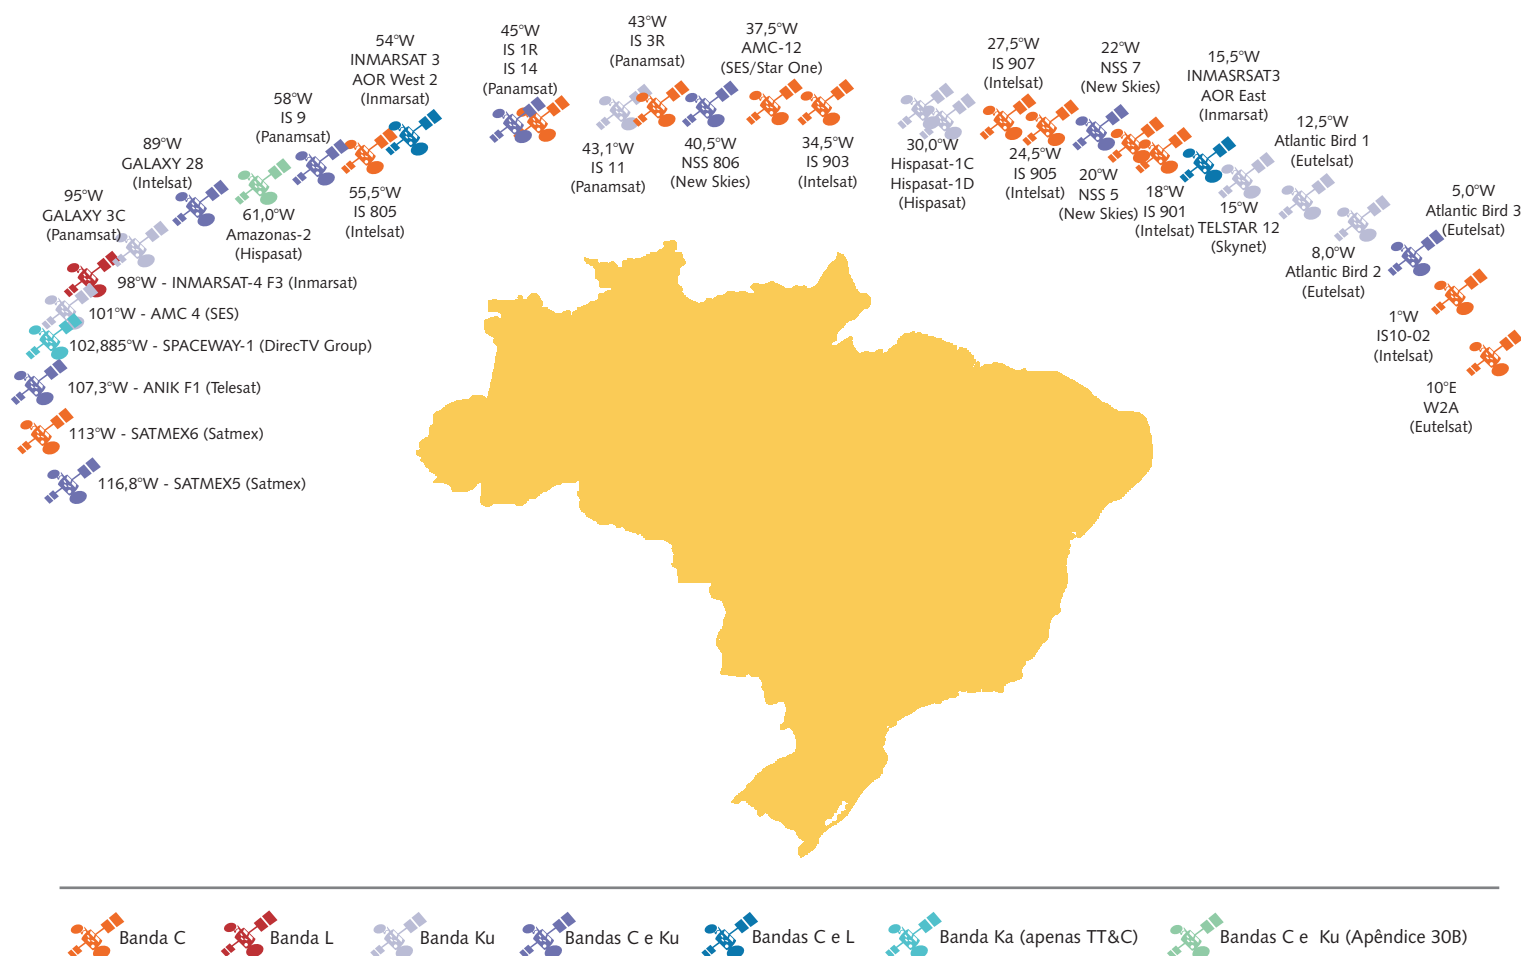 116,8°W - SATMEX5 (Satmex)
113°W - SATMEX6 (Satmex)
107,3°W - ANIK F1 (Telesat)
102,885°W - SPACEWAY-1 (DirecTV Group)
101°W - AMC 4 (SES)
98°W - INMARSAT-4 F3 (Inmarsat)
95°W
GALAXY 3C
(Panamsat)
89°W
GALAXY 28
(Intelsat)
61,0°W
Amazonas-2
(Hispasat)
58°W
IS 9
(Panamsat)
55,5°W
IS 805
(Intelsat)
54°W
INMARSAT 3
AOR West 2
(Inmarsat)
45°W
IS 1R
IS 14
(Panamsat)
43,1°W
IS 11
(Panamsat)
43°W
IS 3R
(Panamsat)
40,5°W
NSS 806
(New Skies)
37,5°W
AMC-12
(SES/Star One)
34,5°W
IS 903
(Intelsat)
30,0°W
Hispasat-1C
Hispasat-1D
(Hispasat)
27,5°W
IS 907
(Intelsat)
24,5°W
IS 905
(Intelsat)
22°W
NSS 7
(New Skies)
20°W
NSS 5
(New Skies)
18°W
IS 901
(Intelsat)
15,5°W
INMASRSAT3
AOR East
(Inmarsat)
15°W
TELSTAR 12
(Skynet)
12,5°W
Atlantic Bird 1
(Eutelsat)
8,0°W
Atlantic Bird 2
(Eutelsat)
5,0°W
Atlantic Bird 3
(Eutelsat)
1°W
IS10-02
(Intelsat)
10°E
W2A
(Eutelsat)
Banda C
Banda L
Banda Ku
Bandas C e Ku
Bandas C e L
Banda Ka (apenas TT&C)
Bandas C e Ku (Apêndice 30B)